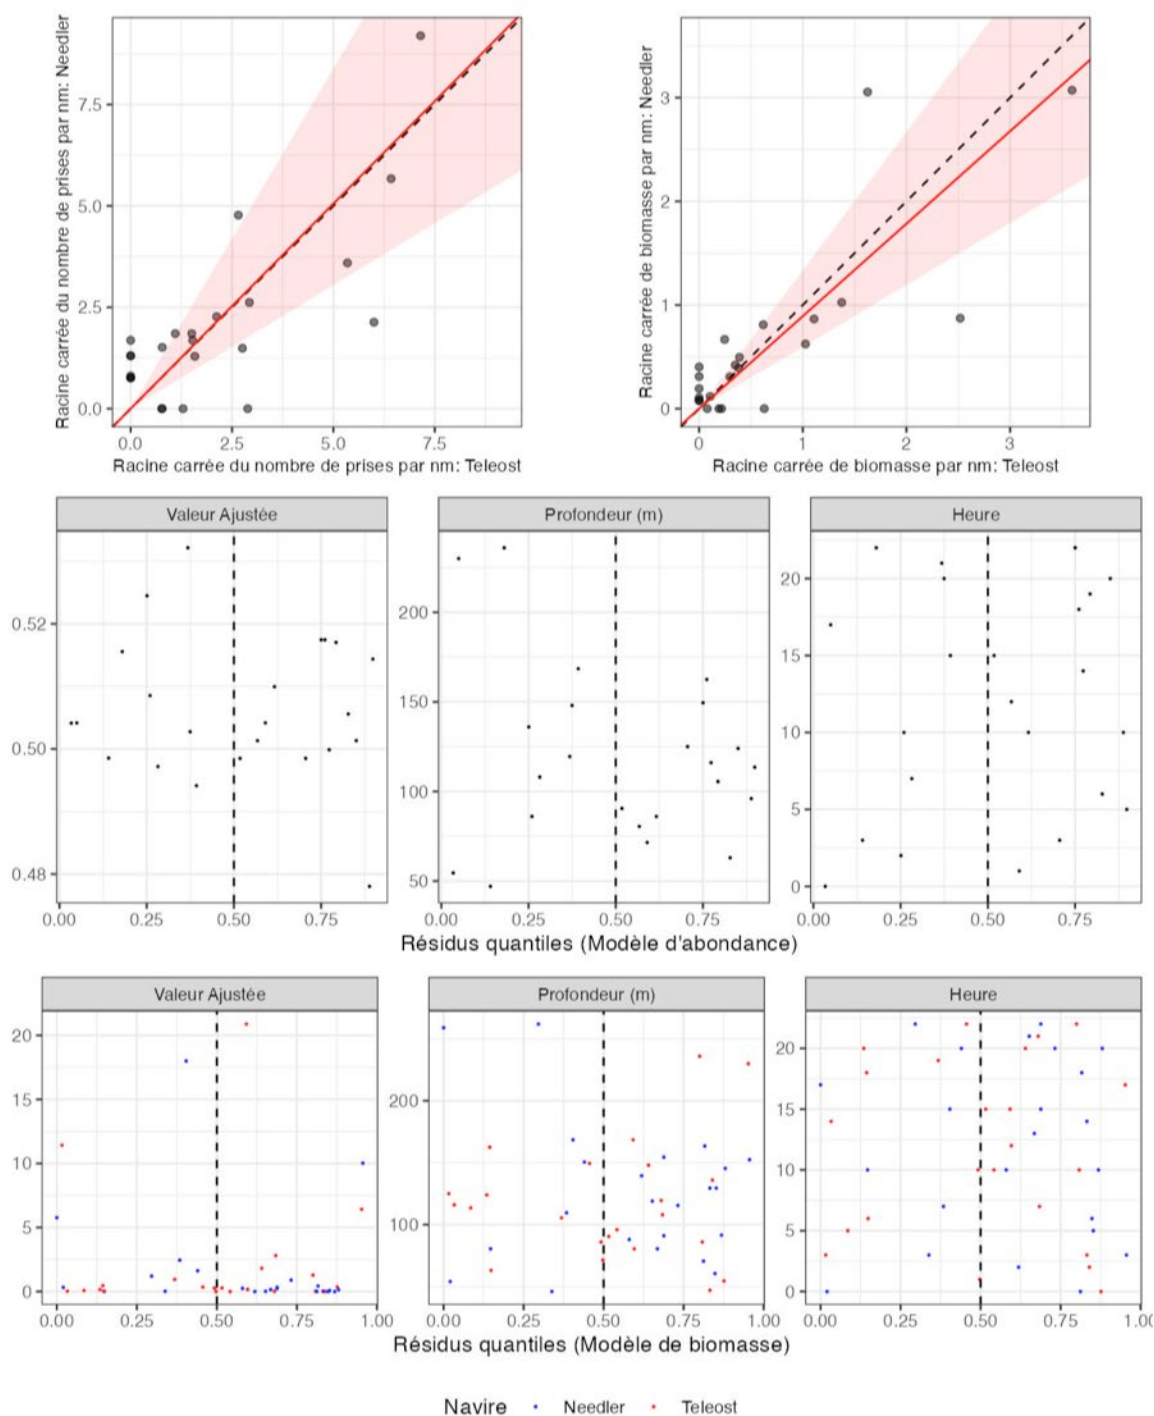 Racine carrée du nombre de prises par nm: Needler
7.5
5.0
2.5
0.0
0.0 2.5 5.0 7.5
Racine carrée du nombre de prises par nm: Teleost
Racine carrée de biomasse par nm: Needler
3
2
1
0
0 1 2 3
Racine carrée de biomasse par nm: Teleost
Valeur Ajustée
0.52
0.50
0.48
0.00 0.25 0.50 0.75
Profondeur (m)
200
150
100
50
0.00 0.25 0.50 0.75
Heure
20
15
10
5
0
0.00 0.25 0.50 0.75
Résidus quantiles (Modèle d'abondance)
Valeur Ajustée
20
15
10
5
0
0.00 0.25 0.50 0.75 1.00
Profondeur (m)
200
100
0.00 0.25 0.50 0.75 1.00
Heure
20
15
10
5
0
0.00 0.25 0.50 0.75 1.00
Résidus quantiles (Modèle de biomasse)
Navire Needler Teleost